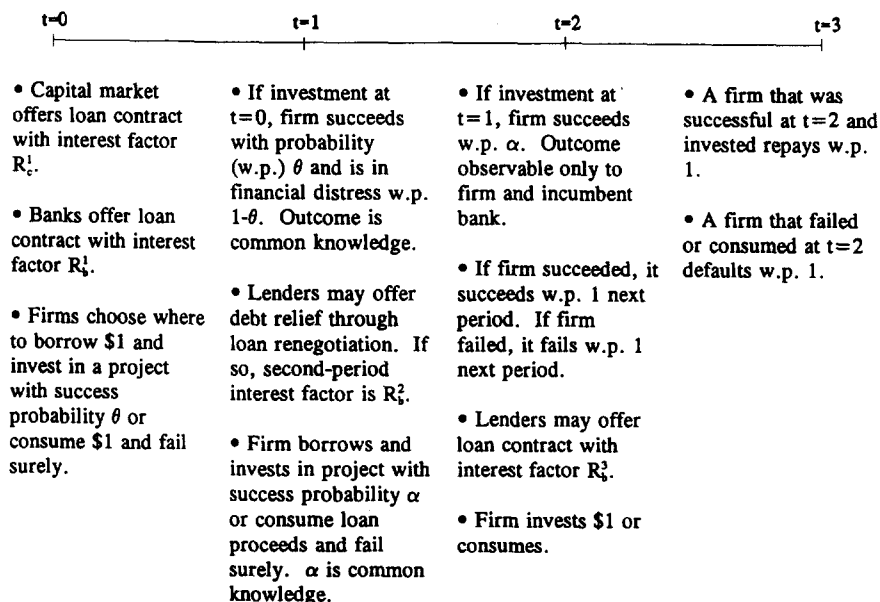 t=0 t=1 t=2 t=3
• Capital market
offers loan contract
with interest factor
R¹c.
• Banks offer loan
contract with interest
factor R¹b.
• Firms choose where
to borrow $1 and
invest in a project
with success
probability θ or
consume $1 and fail
surely.
• If investment at
t=0, firm succeeds
with probability
(w.p.) θ and is in
financial distress w.p.
1-θ. Outcome is
common knowledge.
• Lenders may offer
debt relief through
loan renegotiation. If
so, second-period
interest factor is R²b.
• Firm borrows and
invests in project with
success probability α
or consume loan
proceeds and fail
surely. α is common
knowledge.
• If investment at
t=1, firm succeeds
w.p. α. Outcome
observable only to
firm and incumbent
bank.
• If firm succeeded, it
succeeds w.p. 1 next
period. If firm
failed, it fails w.p. 1
next period.
• Lenders may offer
loan contract with
interest factor R³b.
• Firm invests $1 or
consumes.
• A firm that was
successful at t=2 and
invested repays w.p.
1.
• A firm that failed
or consumed at t=2
defaults w.p. 1.